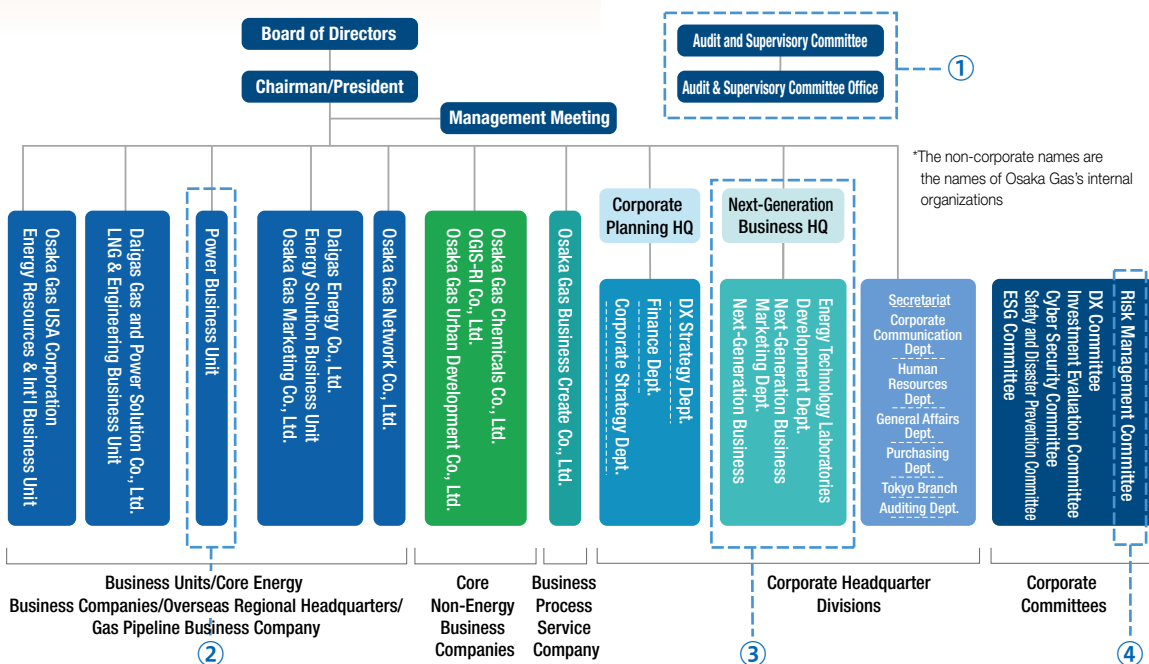 Board of Directors
Chairman/President
Management Meeting
Audit and Supervisory Committee
Audit & Supervisory Committee Office
①
*The non-corporate names are
the names of Osaka Gas's internal
organizations
Osaka Gas USA Corporation
Energy Resources & Int'l Business Unit
Daigas Gas and Power Solution Co., Ltd.
LNG & Engineering Business Unit
Power Business Unit
Daigas Energy Co., Ltd.
Energy Solution Business Unit
Osaka Gas Marketing Co., Ltd.
Osaka Gas Network Co., Ltd.
Osaka Gas Chemicals Co., Ltd.
OGIS-RI Co., Ltd.
Osaka Gas Urban Development Co., Ltd.
Osaka Gas Business Create Co., Ltd.
Corporate
Planning HQ
DX Strategy Dept.
Finance Dept.
Corporate Strategy Dept.
Next-Generation
Business HQ
Energy Technology Laboratories
Development Dept.
Next-Generation Business
Marketing Dept.
Next-Generation Business
Secretariat
Corporate
Communication
Dept.
Human
Resources
Dept.
General Affairs
Dept.
Purchasing
Dept.
Tokyo Branch
Auditing Dept.
Risk Management Committee
DX Committee
Investment Evaluation Committee
Cyber Security Committee
Safety and Disaster Prevention Committee
ESG Committee
Business Units/Core Energy
Business Companies/Overseas Regional Headquarters/
Gas Pipeline Business Company
②
Core
Non-Energy
Business
Companies
Business
Process
Service
Company
Corporate Headquarter
Divisions
③
Corporate
Committees
④